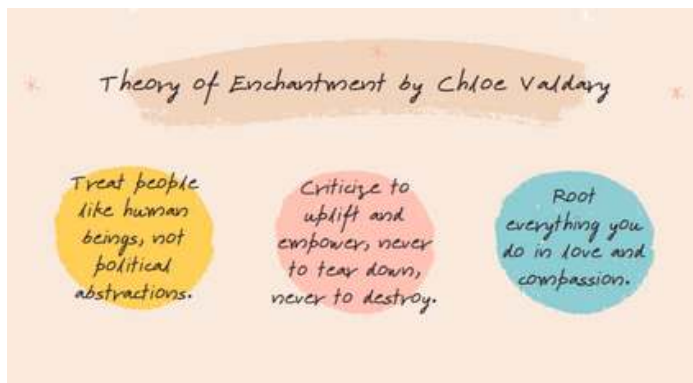 Theory of Enchantment by Chloe Valdary
Treat people
like human
beings, not
political
abstractions.
Criticize to
uplift and
empower, never
to tear down,
never to destroy.
Root
everything you
do in love and
compassion.